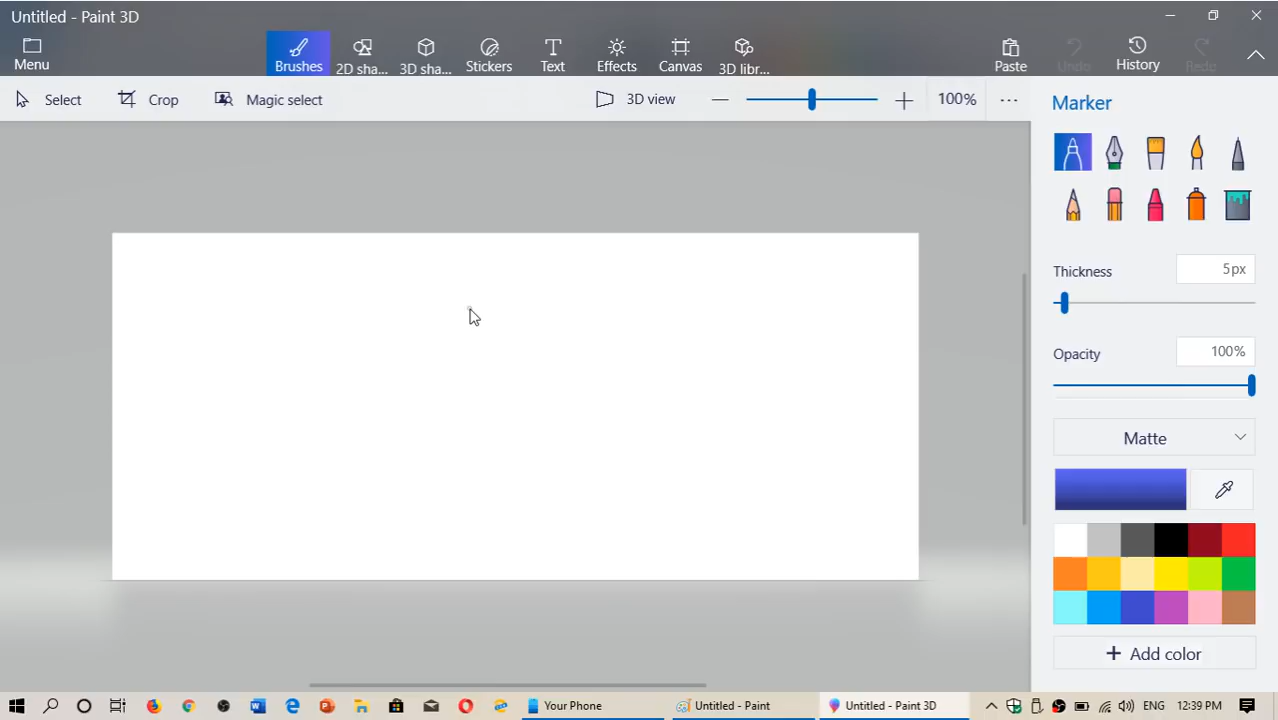 Untitled - Paint 3D
Menu
Brushes
2D sha...
3D sha...
Stickers
Text
Effects
Canvas
3D libr...
Paste
Undo
History
Redo
Select
Crop
Magic select
3D view
100%
Marker
Thickness
5px
Opacity
100%
Matte
Add color
Your Phone
Untitled - Paint
Untitled - Paint 3D
ENG
12:39 PM